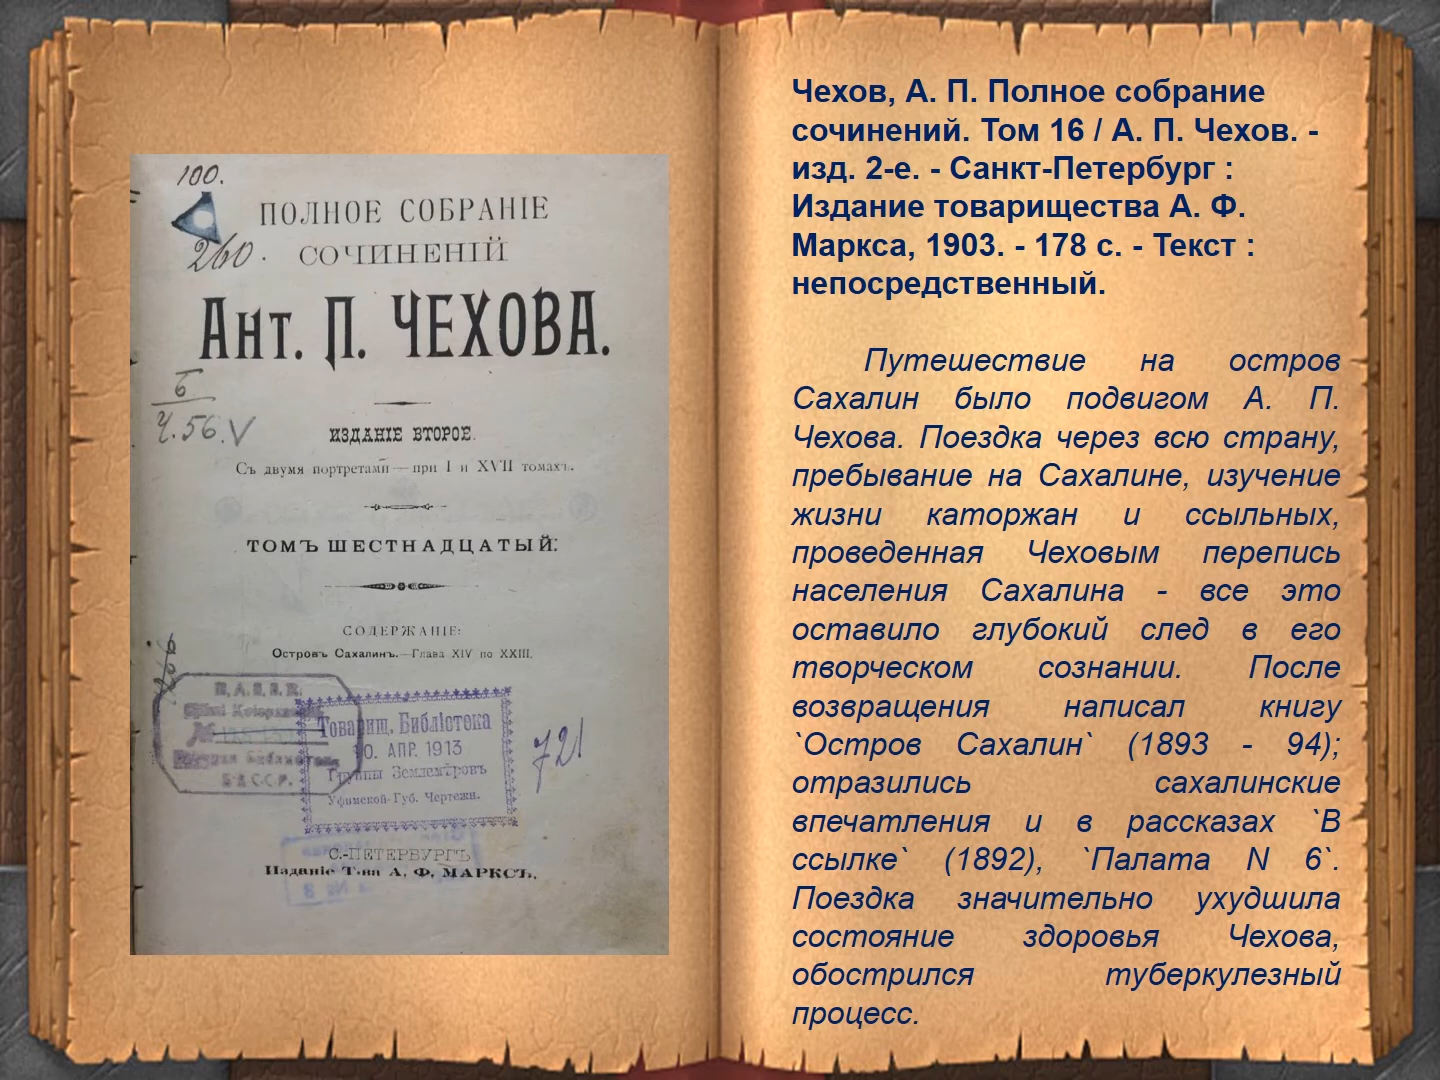 100.
ПОЛНОЕ СОБРАНІЕ
260.
СОЧИНЕНІЙ
Ант. П. ЧЕХОВА.
Б
Ч.56.V
ИЗДАНІЕ ВТОРОЕ.
Съ двумя портретами — при I и XVII томахъ.
ТОМЪ ШЕСТНАДЦАТЫЙ.
СОДЕРЖАНІЕ:
Островъ Сахалинъ.—Глава XIV по XXIII.
Товарищ. Библіотека
АПР. 1913
Группы Землемѣровъ
Уфимской Губ. Чертежн.
721
С.-ПЕТЕРБУРГЪ
Изданіе Т-ва А. Ф. МАРКСЪ.
Чехов, А. П. Полное собрание
сочинений. Том 16 / А. П. Чехов. -
изд. 2-е. - Санкт-Петербург :
Издание товарищества А. Ф.
Маркса, 1903. - 178 с. - Текст :
непосредственный.
Путешествие на остров
Сахалин было подвигом А. П.
Чехова. Поездка через всю страну,
пребывание на Сахалине, изучение
жизни каторжан и ссыльных,
проведенная Чеховым перепись
населения Сахалина - все это
оставило глубокий след в его
творческом сознании. После
возвращения написал книгу
`Остров Сахалин` (1893 - 94);
отразились сахалинские
впечатления и в рассказах `В
ссылке` (1892), `Палата N 6`.
Поездка значительно ухудшила
состояние здоровья Чехова,
обострился туберкулезный
процесс.